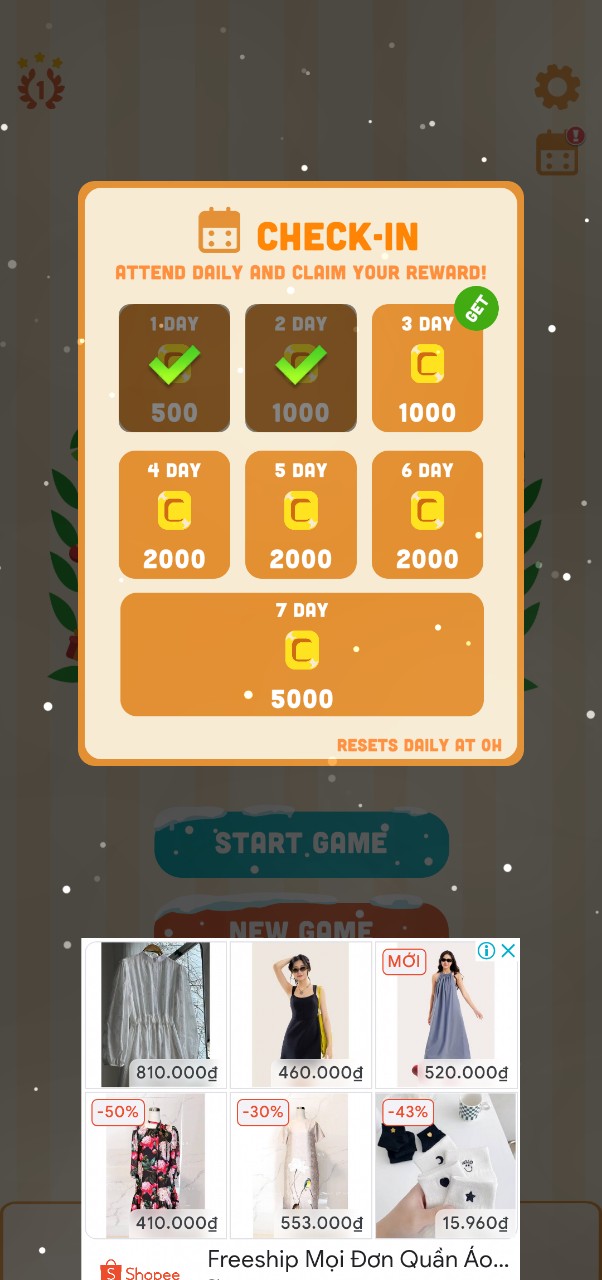 1
CHECK-IN
ATTEND DAILY AND CLAIM YOUR REWARD!
GET
1 DAY
2 DAY
3 DAY
500
1000
1000
4 DAY
5 DAY
6 DAY
2000
2000
2000
7 DAY
5000
RESETS DAILY AT 0H
START GAME
NEW GAME
MỚI
810.000₫
460.000₫
520.000₫
-50%
-30%
-43%
410.000₫
553.000₫
15.960₫
Freeship Mọi Đơn Quần Áo...
Shopee